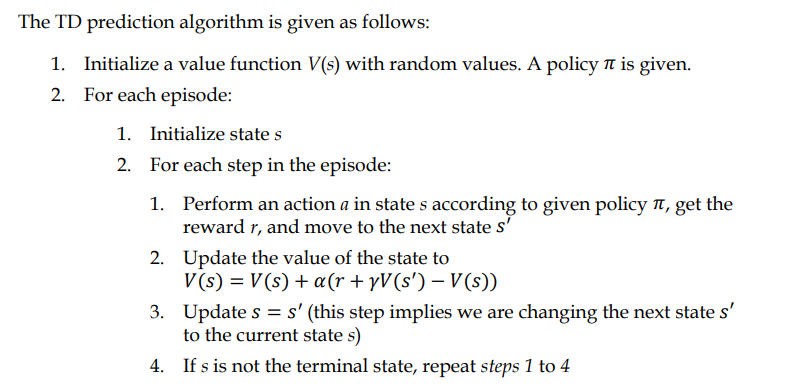 The TD prediction algorithm is given as follows:
1. Initialize a value function V(s) with random values. A policy π is given.
2. For each episode:
1. Initialize state s
2. For each step in the episode:
1. Perform an action a in state s according to given policy π, get the
reward r, and move to the next state s′
2. Update the value of the state to
V(s) = V(s) + α(r + γV(s′) – V(s))
3. Update s = s′ (this step implies we are changing the next state s′
to the current state s)
4. If s is not the terminal state, repeat steps 1 to 4